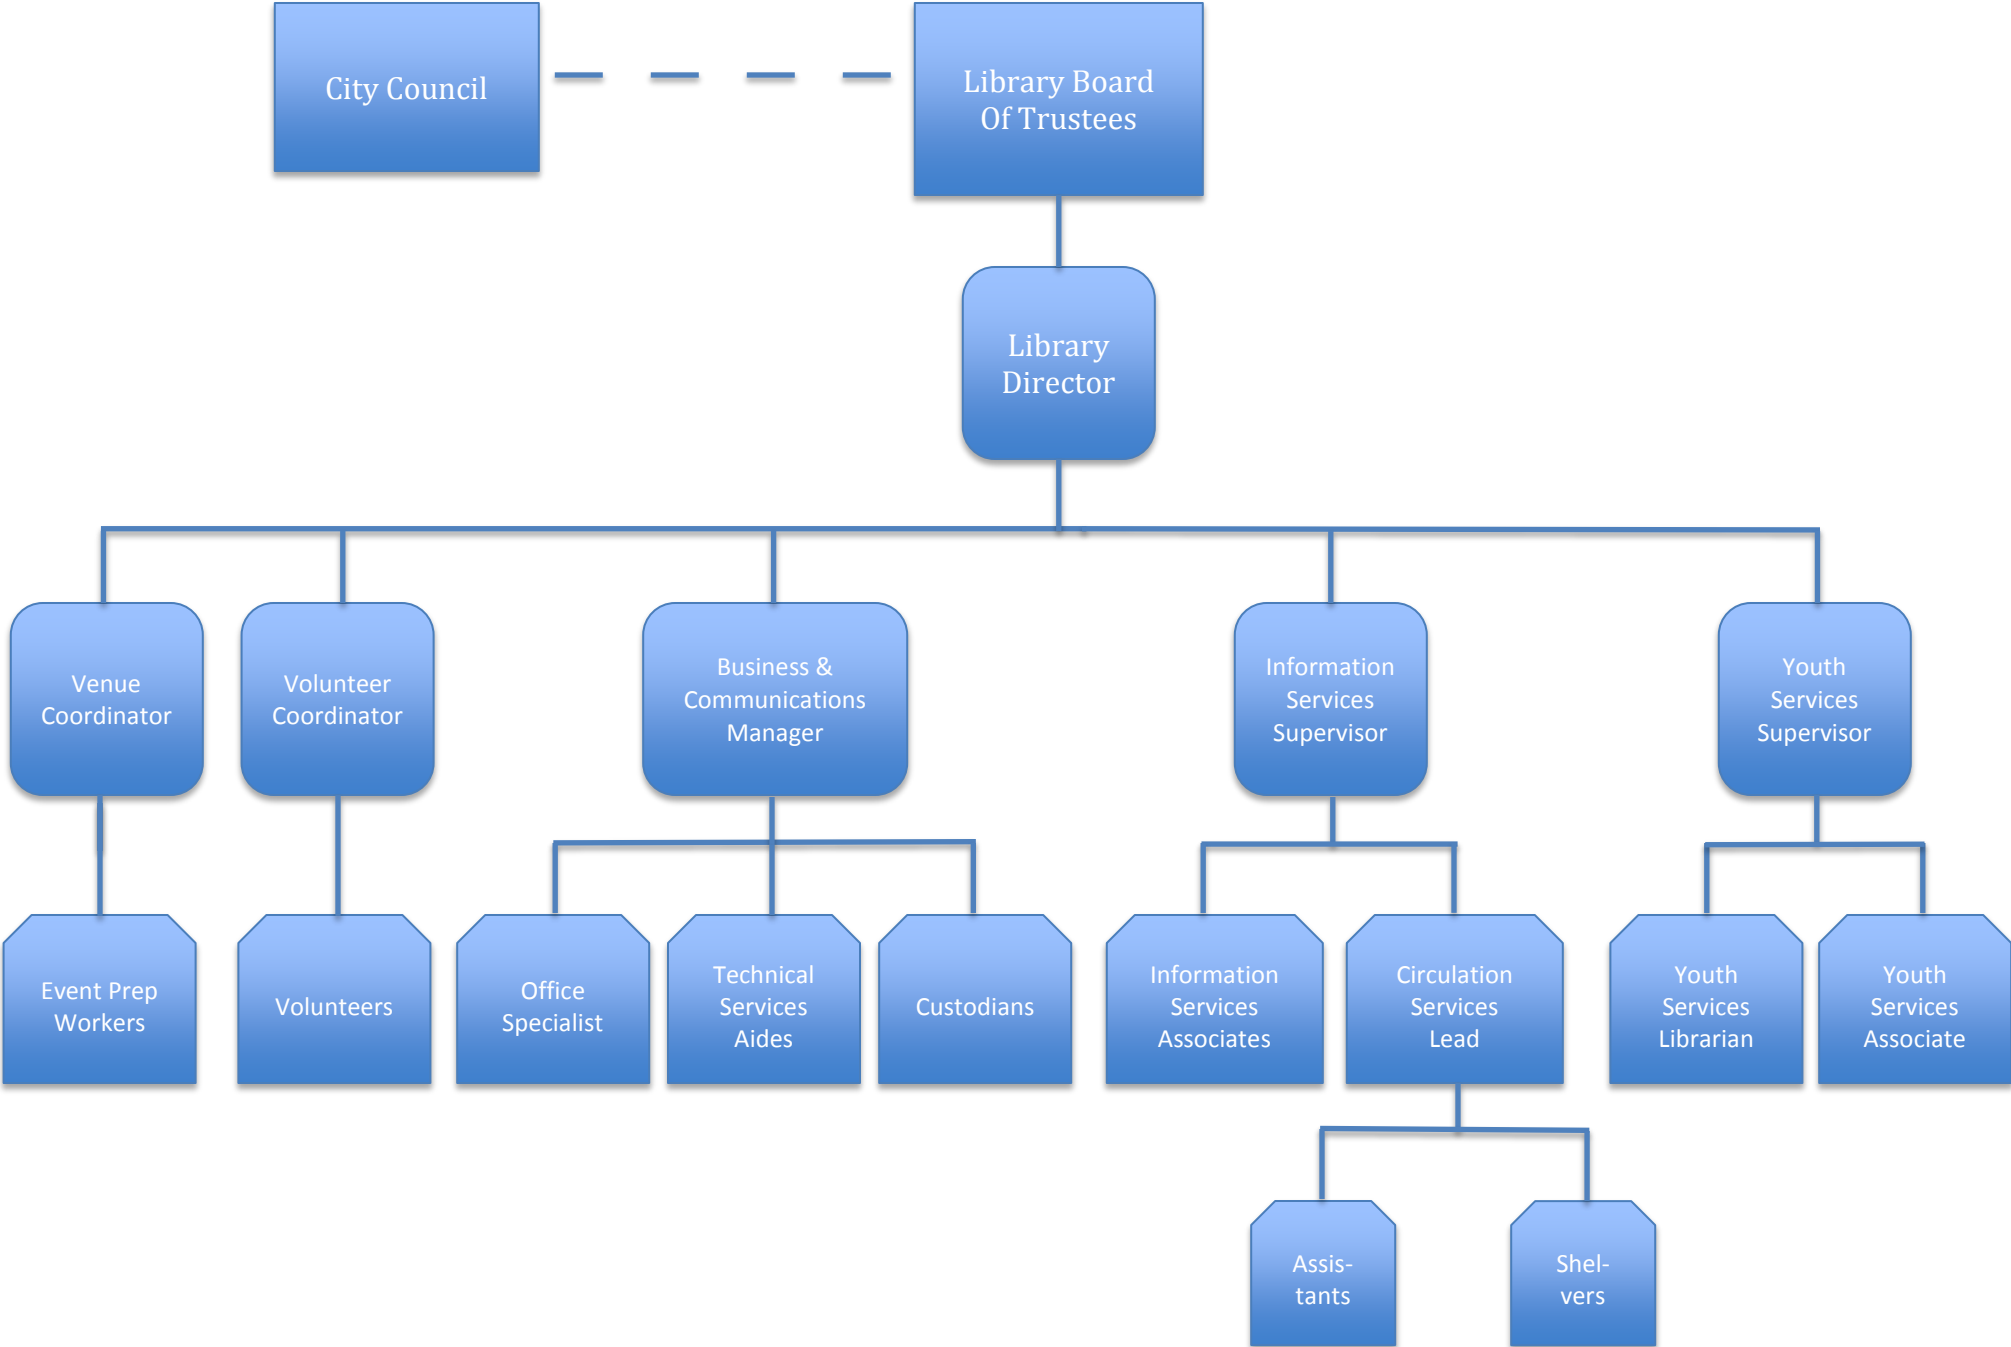 City Council
Library Board
Of Trustees
Library
Director
Venue
Coordinator
Volunteer
Coordinator
Business &
Communications
Manager
Information
Services
Supervisor
Youth
Services
Supervisor
Event Prep
Workers
Volunteers
Office
Specialist
Technical
Services
Aides
Custodians
Information
Services
Associates
Circulation
Services
Lead
Youth
Services
Librarian
Youth
Services
Associate
Assis-
tants
Shel-
vers